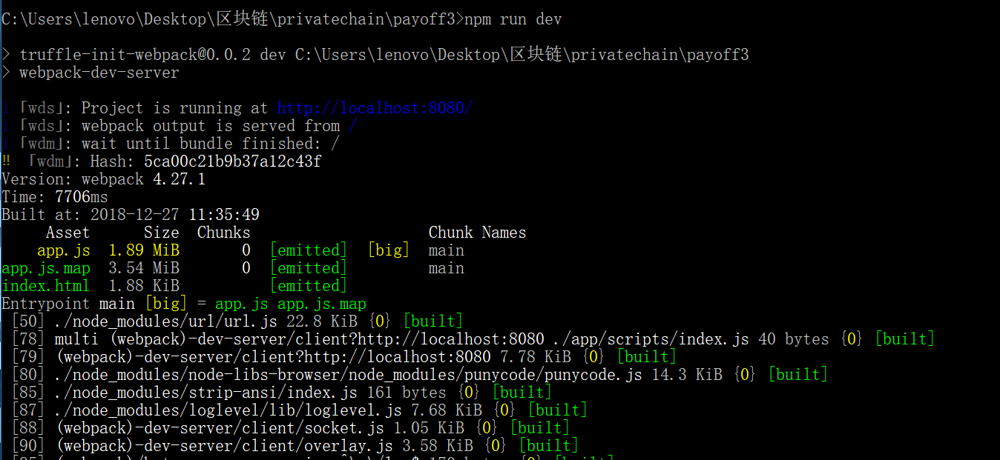 C:\Users\lenovo\Desktop\区块链\privatechain\payoff3>npm run dev
> truffle-init-webpack@0.0.2 dev C:\Users\lenovo\Desktop\区块链\privatechain\payoff3
> webpack-dev-server
i ｢wds｣: Project is running at http://localhost:8080/
i ｢wds｣: webpack output is served from /
i ｢wdm｣: wait until bundle finished: /
‼ ｢wdm｣: Hash: 5ca00c21b9b37a12c43f
Version: webpack 4.27.1
Time: 7706ms
Built at: 2018-12-27 11:35:49
Asset Size Chunks Chunk Names
app.js 1.89 MiB 0 [emitted] [big] main
app.js.map 3.54 MiB 0 [emitted] main
index.html 1.88 KiB [emitted]
Entrypoint main [big] = app.js app.js.map
[50] ./node_modules/url/url.js 22.8 KiB {0} [built]
[78] multi (webpack)-dev-server/client?http://localhost:8080 ./app/scripts/index.js 40 bytes {0} [built]
[79] (webpack)-dev-server/client?http://localhost:8080 7.78 KiB {0} [built]
[80] ./node_modules/node-libs-browser/node_modules/punycode/punycode.js 14.3 KiB {0} [built]
[85] ./node_modules/strip-ansi/index.js 161 bytes {0} [built]
[87] ./node_modules/loglevel/lib/loglevel.js 7.68 KiB {0} [built]
[88] (webpack)-dev-server/client/socket.js 1.05 KiB {0} [built]
[90] (webpack)-dev-server/client/overlay.js 3.58 KiB {0} [built]